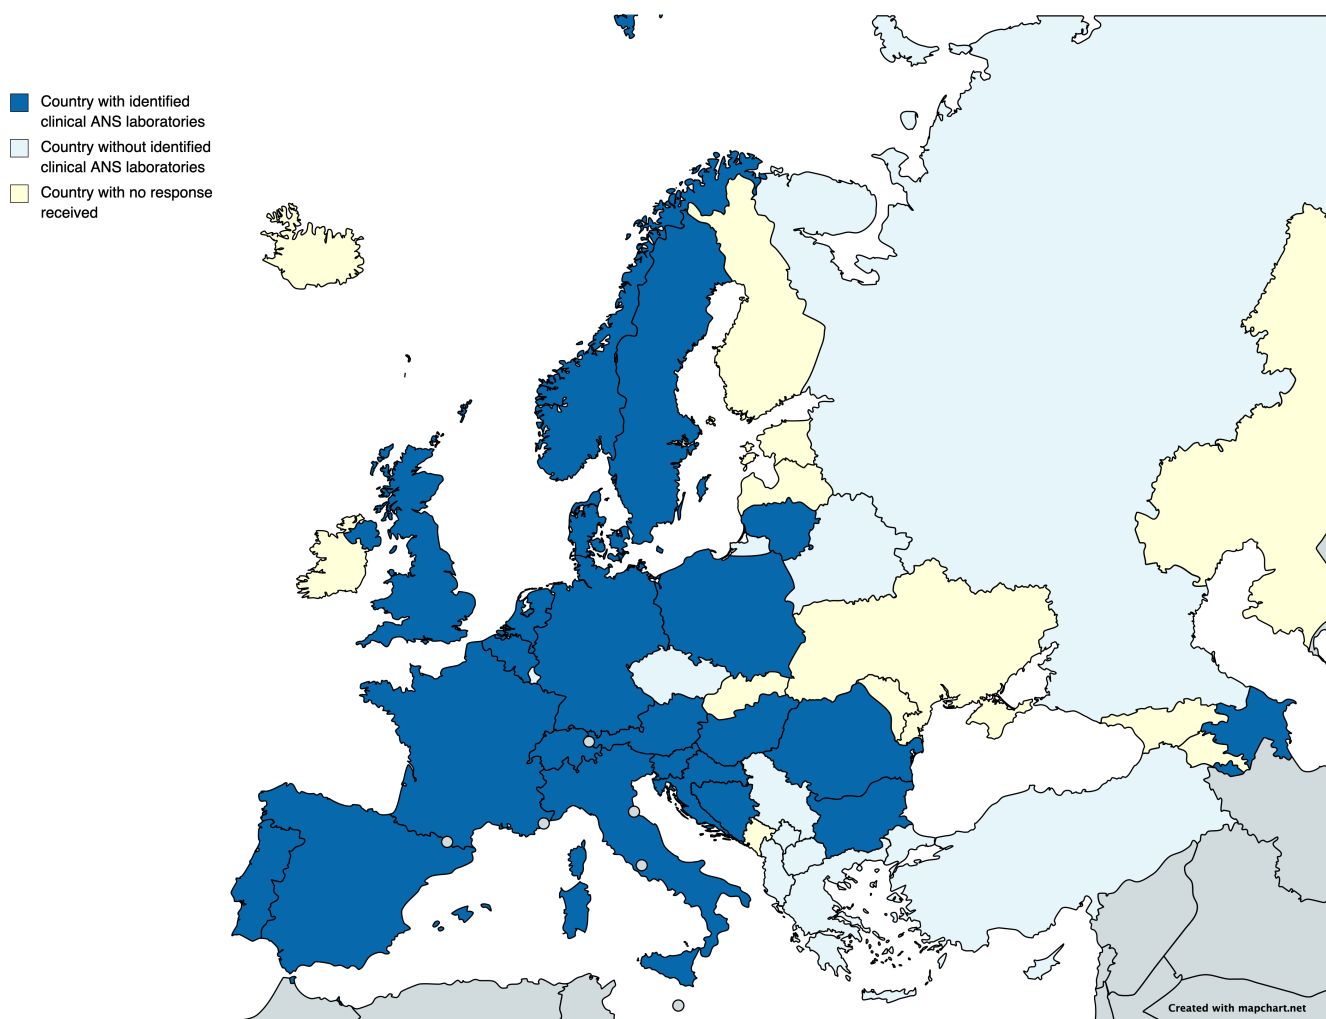 Country with identified
clinical ANS laboratories
Country without identified
clinical ANS laboratories
Country with no response
received
Created with mapchart.net